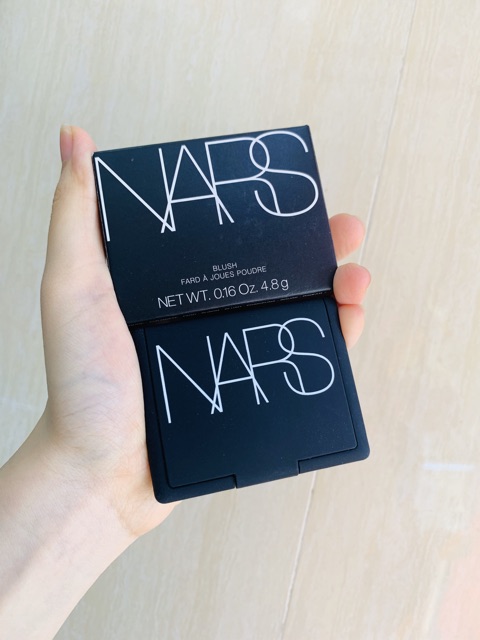 NARS
BLUSH
FARD À JOUES POUDRE
NET WT. 0.16 Oz. 4.8 g
NARS